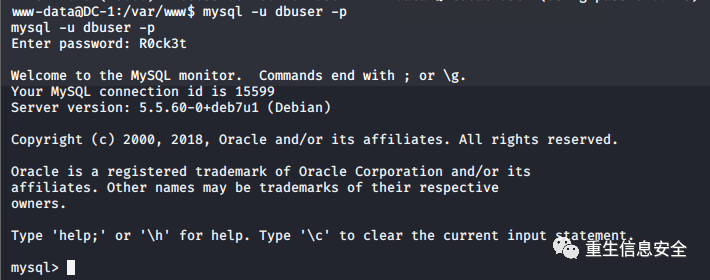 www-data@DC-1:/var/www$ mysql -u dbuser -p
mysql -u dbuser -p
Enter password: R0ck3t
Welcome to the MySQL monitor.  Commands end with ; or \g.
Your MySQL connection id is 15599
Server version: 5.5.60-0+deb7u1 (Debian)
Copyright (c) 2000, 2018, Oracle and/or its affiliates. All rights reserved.
Oracle is a registered trademark of Oracle Corporation and/or its
affiliates. Other names may be trademarks of their respective
owners.
Type 'help;' or '\h' for help. Type '\c' to clear the current input statement.
重生信息安全
mysql>